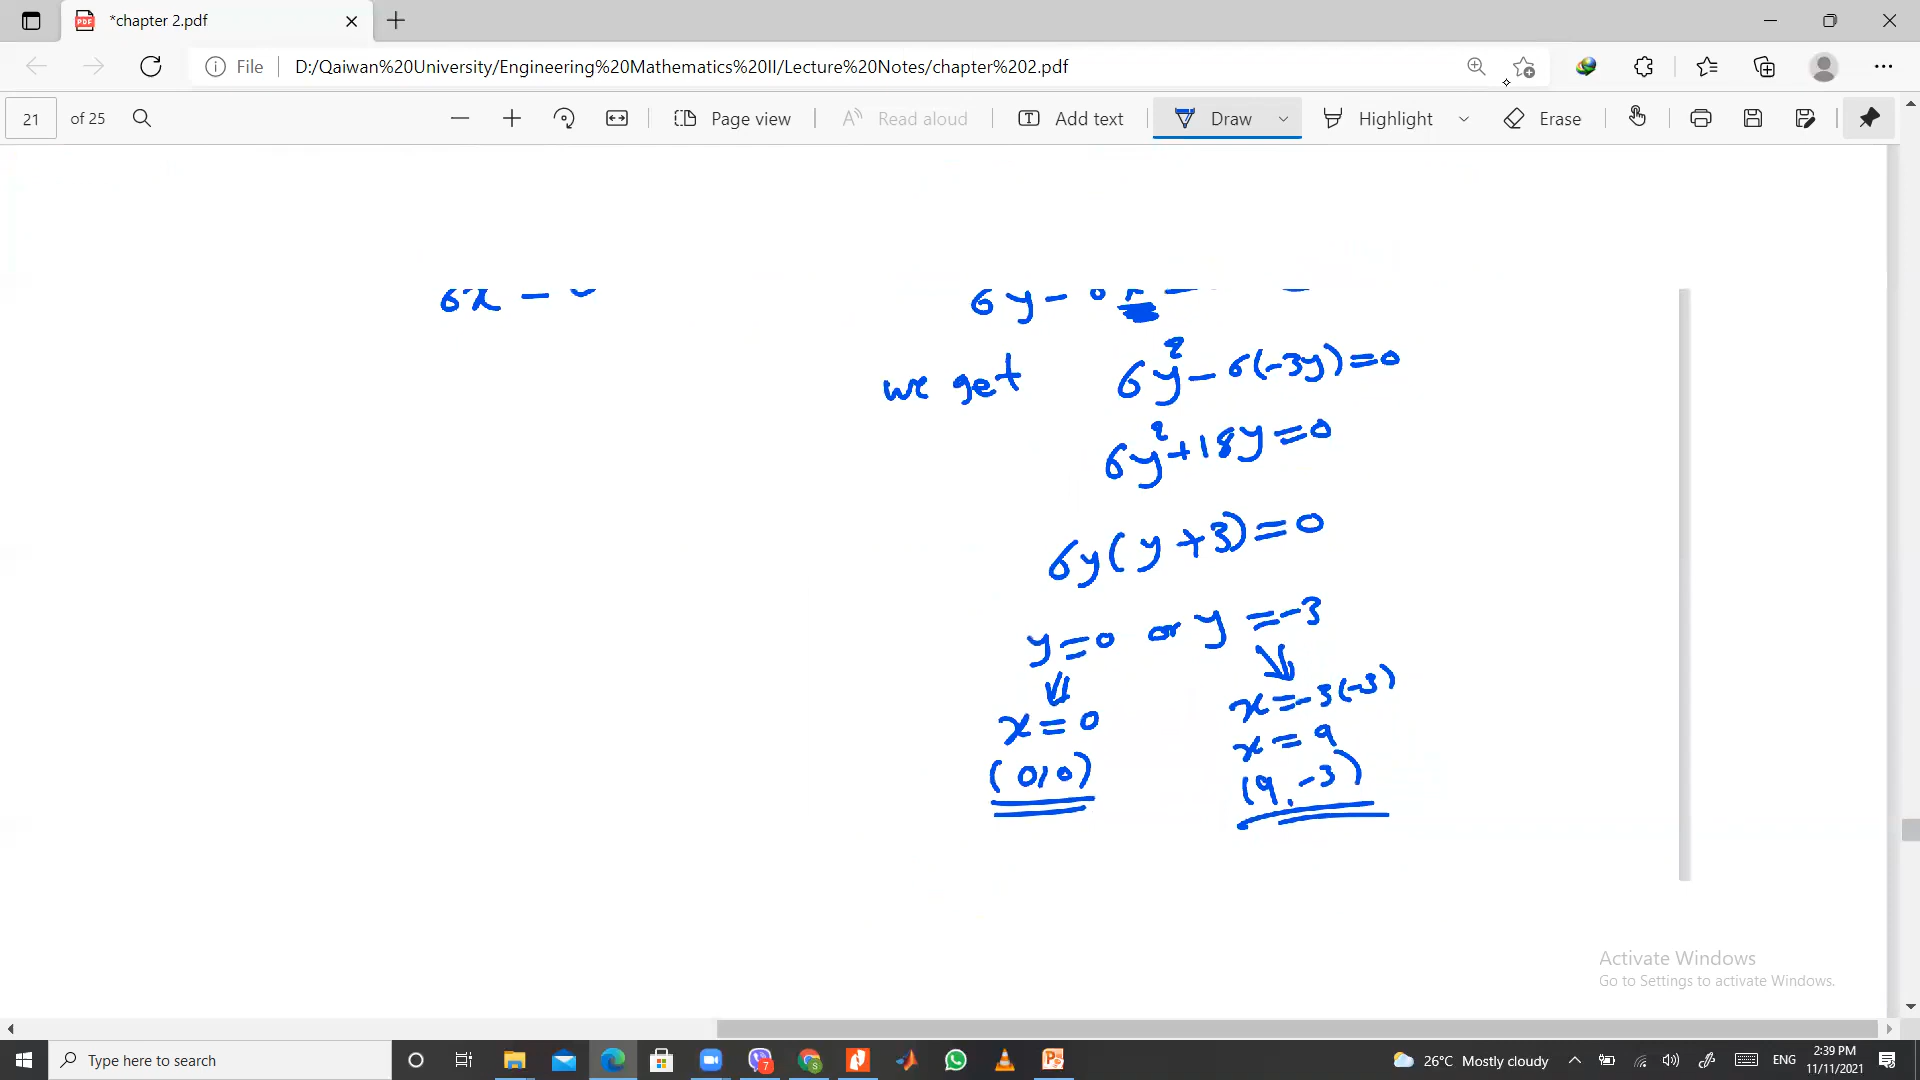 *chapter 2.pdf
File D:/Qaiwan%20University/Engineering%20Mathematics%20II/Lecture%20Notes/chapter%202.pdf
21 of 25 Page view Read aloud Add text Draw Highlight Erase
6x -
6y -
we get 6y² - 6(-3y) = 0
6y² + 18y = 0
6y(y + 3) = 0
y = 0 or y = -3
x = 0 x = -3(-3)
x = 9
(0,0) (9, -3)
Activate Windows
Go to Settings to activate Windows.
Type here to search 7 26°C Mostly cloudy ENG 2:39 PM
11/11/2021